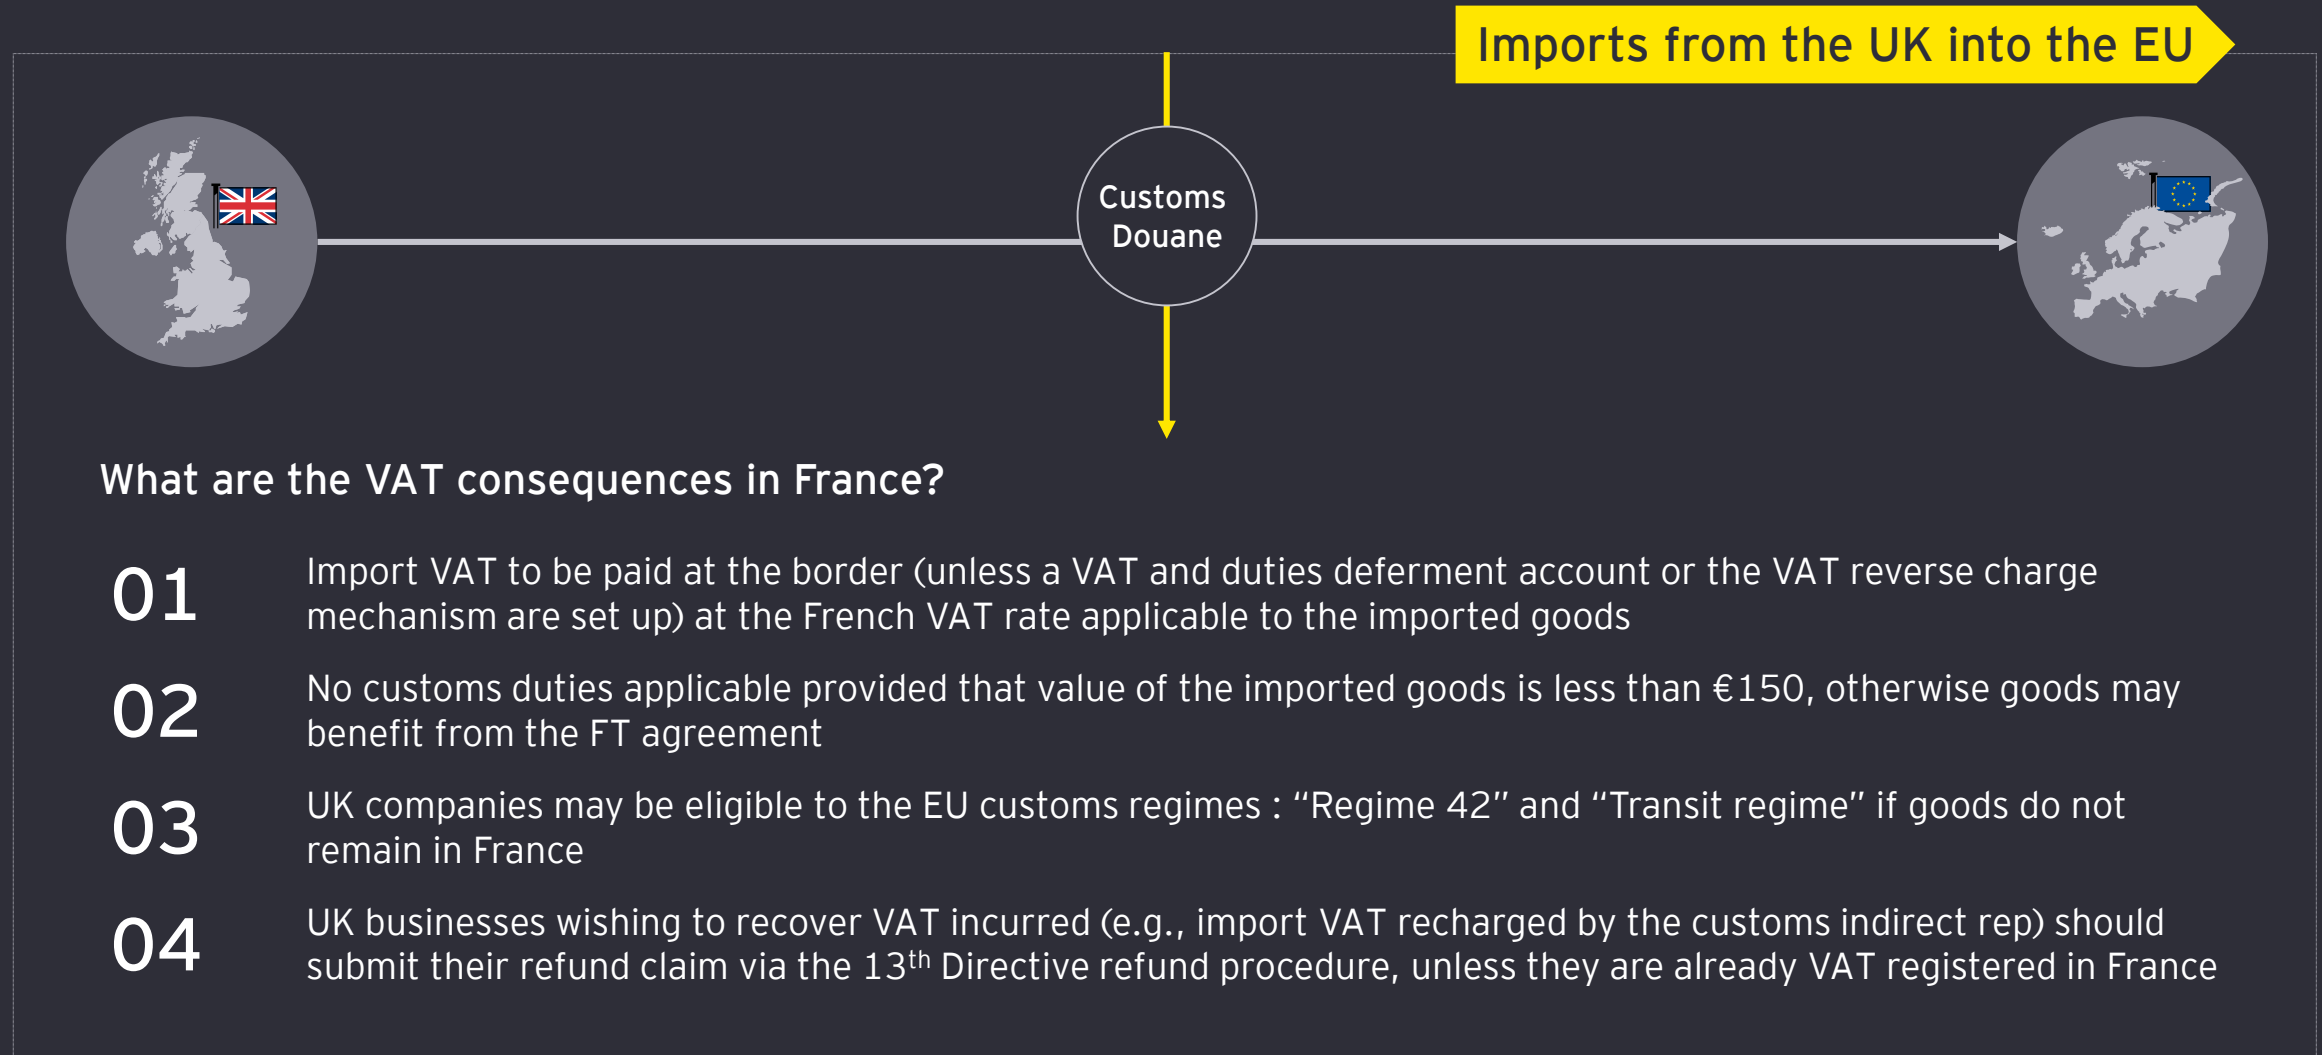 Imports from the UK into the EU
Customs
Douane
What are the VAT consequences in France?
01
Import VAT to be paid at the border (unless a VAT and duties deferment account or the VAT reverse charge
mechanism are set up) at the French VAT rate applicable to the imported goods
02
No customs duties applicable provided that value of the imported goods is less than €150, otherwise goods may
benefit from the FT agreement
03
UK companies may be eligible to the EU customs regimes : “Regime 42” and “Transit regime” if goods do not
remain in France
04
UK businesses wishing to recover VAT incurred (e.g., import VAT recharged by the customs indirect rep) should
submit their refund claim via the 13th Directive refund procedure, unless they are already VAT registered in France